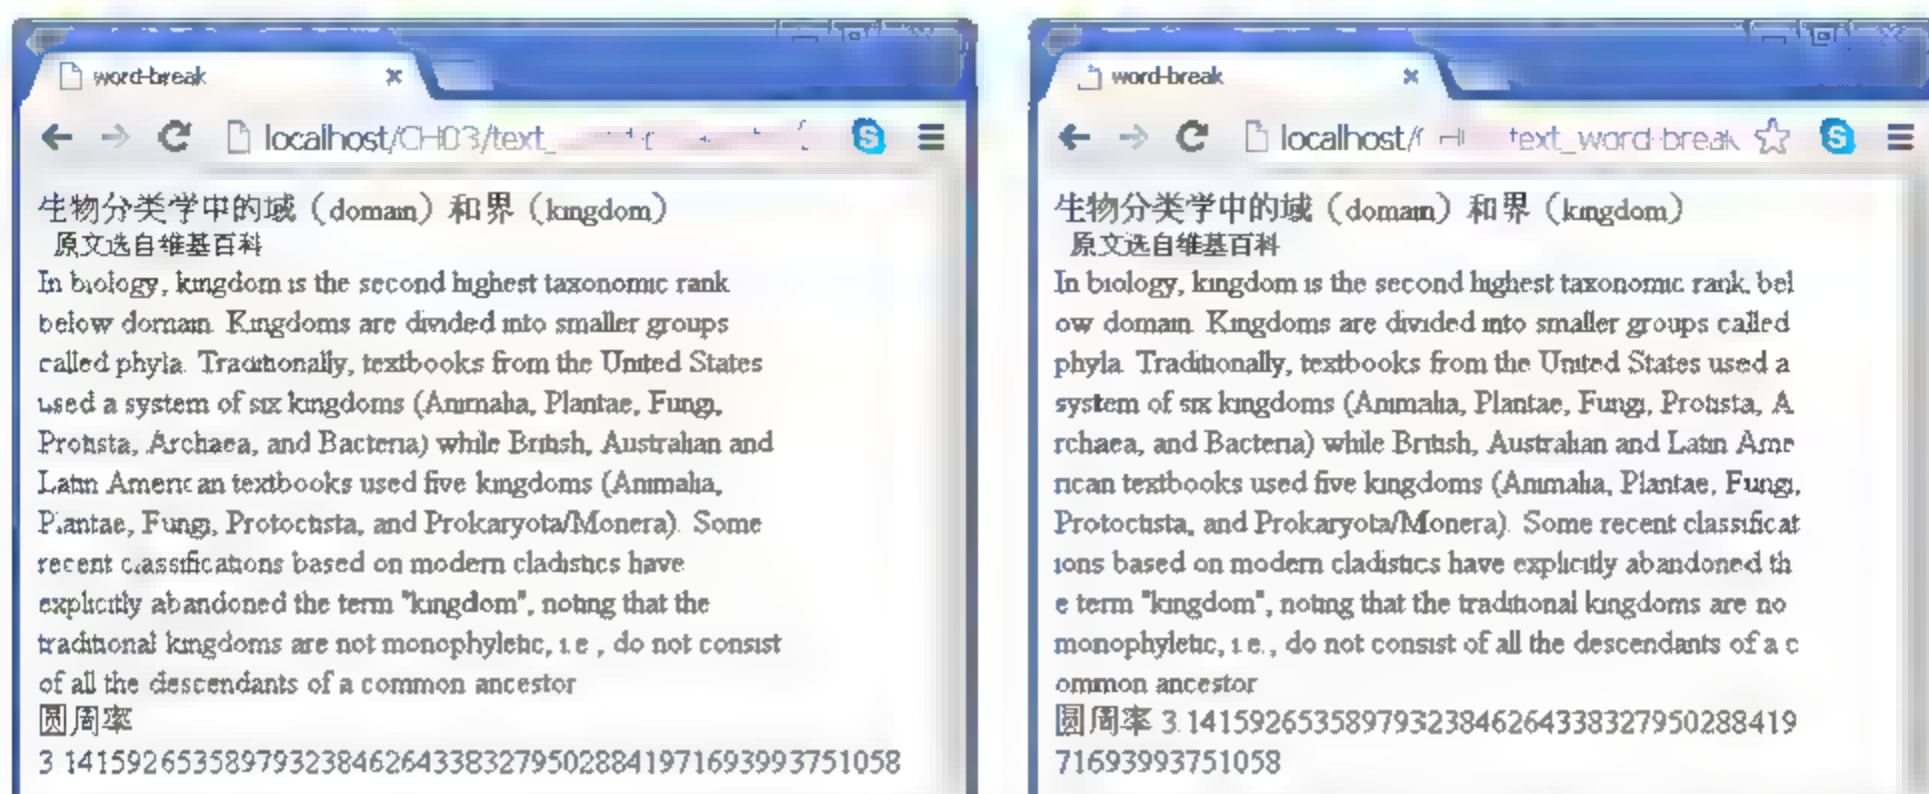 word-break
localhost/CH03/text_
生物分类学中的域（domain）和界（kingdom）
原文选自维基百科
In biology, kingdom is the second highest taxonomic rank
below domain. Kingdoms are divided into smaller groups
called phyla. Traditionally, textbooks from the United States
used a system of six kingdoms (Animalia, Plantae, Fungi,
Protista, Archaea, and Bacteria) while British, Australian and
Latin American textbooks used five kingdoms (Animalia,
Plantae, Fungi, Protoctista, and Prokaryota/Monera). Some
recent classifications based on modern cladistics have
explicitly abandoned the term "kingdom", noting that the
traditional kingdoms are not monophyletic, i.e., do not consist
of all the descendants of a common ancestor
圆周率
3.1415926535897932384626433832795028841971693993751058
word-break
localhost/ text_word-break
生物分类学中的域（domain）和界（kingdom）
原文选自维基百科
In biology, kingdom is the second highest taxonomic rank bel
ow domain. Kingdoms are divided into smaller groups called
phyla. Traditionally, textbooks from the United States used a
system of six kingdoms (Animalia, Plantae, Fungi, Protista, A
rchaea, and Bacteria) while British, Australian and Latin Ame
rican textbooks used five kingdoms (Animalia, Plantae, Fungi,
Protoctista, and Prokaryota/Monera). Some recent classificat
ions based on modern cladistics have explicitly abandoned th
e term "kingdom", noting that the traditional kingdoms are no
monophyletic, i.e., do not consist of all the descendants of a c
ommon ancestor
圆周率 3.1415926535897932384626433832795028841​9
71693993751058